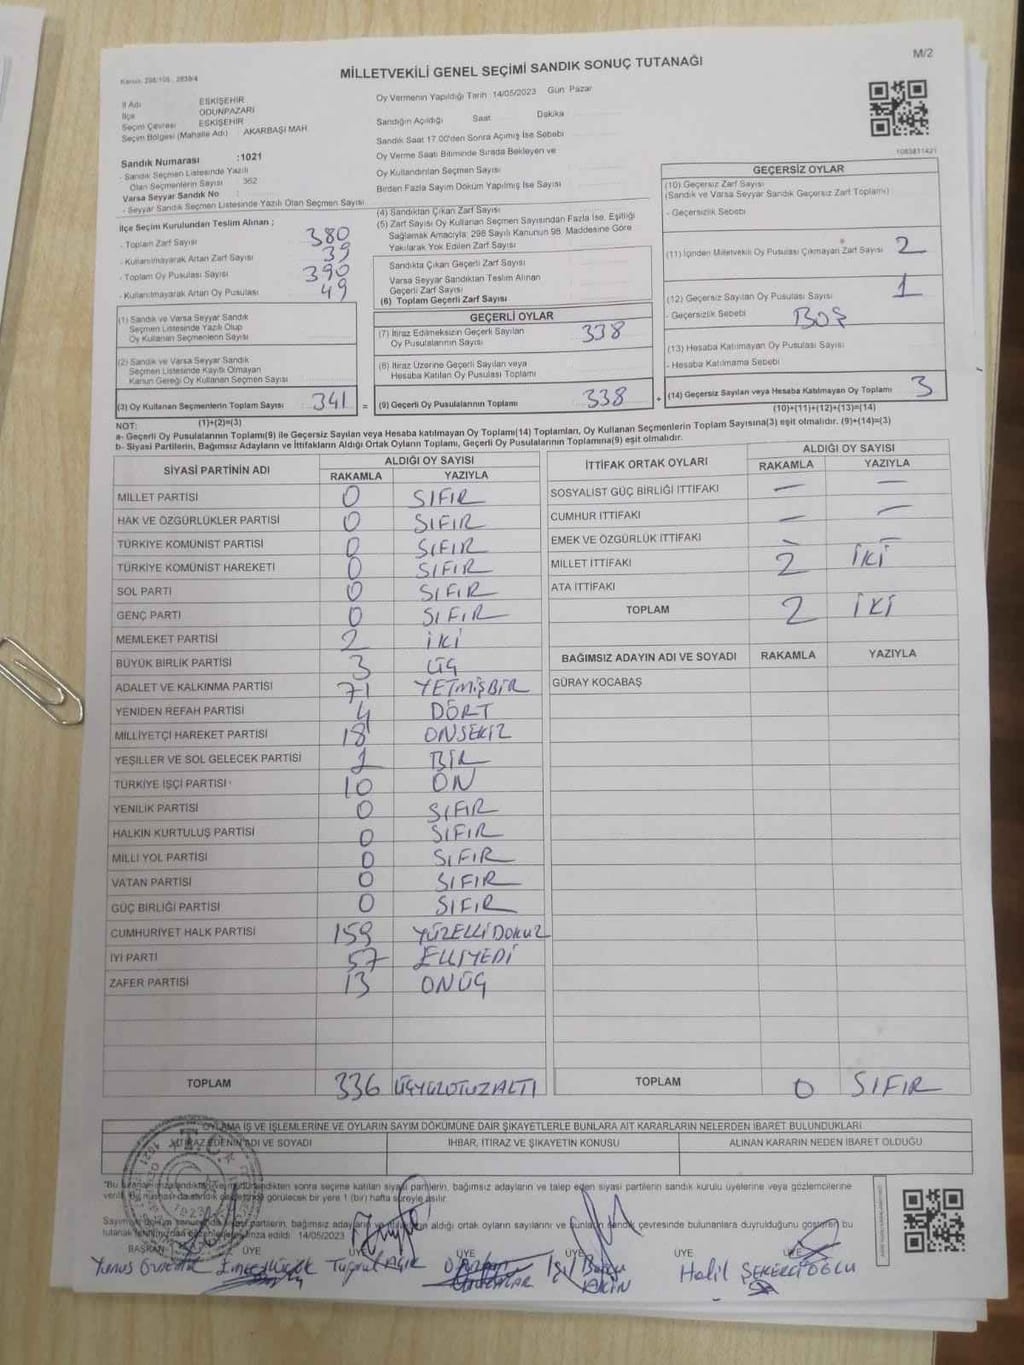 M/2
MİLLETVEKİLİ GENEL SEÇİMİ SANDIK SONUÇ TUTANAĞI
İl Adı ESKİŞEHİR
İlçe ODUNPAZARI
Seçim Çevresi ESKİŞEHİR
Seçim Bölgesi (Mahalle Adı) AKARBAŞI MAH
Oy Vermenin Yapıldığı Tarih 14/05/2023 Gün Pazar
Sandığın Açıldığı Saat Dakika
Sandık Saat 17.00'den Sonra Açılmış İse Sebebi
Oy Verme Saati Bitiminde Sırada Bekleyen ve
Oy Kullandırılan Seçmen Sayısı
Birden Fazla Sayım Döküm Yapılmış İse Sayısı
1083811421
Sandık Numarası :1021
- Sandık Seçmen Listesinde Yazılı
Olan Seçmenlerin Sayısı 362
Varsa Seyyar Sandık No
- Seyyar Sandık Seçmen Listesinde Yazılı Olan Seçmen Sayısı
İlçe Seçim Kurulundan Teslim Alınan ;
- Toplam Zarf Sayısı 380
- Kullanılmayarak Artan Zarf Sayısı 39
- Toplam Oy Pusulası Sayısı 390
- Kullanılmayarak Artan Oy Pusulası 49
(1) Sandık ve Varsa Seyyar Sandık
Seçmen Listesinde Yazılı Olup
Oy Kullanan Seçmenlerin Sayısı
(2) Sandık ve Varsa Seyyar Sandık
Seçmen Listesinde Kayıtlı Olmayan
Kanun Gereği Oy Kullanan Seçmen Sayısı
(3) Oy Kullanan Seçmenlerin Toplam Sayısı 341 =
(1)+(2)=(3)
(4) Sandıktan Çıkan Zarf Sayısı
(5) Zarf Sayısı Oy Kullanan Seçmen Sayısından Fazla İse, Eşitliği
Sağlamak Amacıyla, 298 Sayılı Kanunun 98. Maddesine Göre
Yakılarak Yok Edilen Zarf Sayısı
Sandıkta Çıkan Geçerli Zarf Sayısı
Varsa Seyyar Sandıktan Teslim Alınan
Geçerli Zarf Sayısı
(6) Toplam Geçerli Zarf Sayısı
GEÇERLİ OYLAR
(7) İtiraz Edilmeksizin Geçerli Sayılan
Oy Pusulalarının Sayısı 338
(8) İtiraz Üzerine Geçerli Sayılan veya
Hesaba Katılan Oy Pusulası Toplamı
(9) Geçerli Oy Pusulalarının Toplamı 338 +
GEÇERSİZ OYLAR
(10) Geçersiz Zarf Sayısı
(Sandık ve Varsa Seyyar Sandık Geçersiz Zarf Toplamı)
- Geçersizlik Sebebi
(11) İçinden Milletvekili Oy Pusulası Çıkmayan Zarf Sayısı 2
(12) Geçersiz Sayılan Oy Pusulası Sayısı 1
- Geçersizlik Sebebi BOŞ
(13) Hesaba Katılmayan Oy Pusulası Sayısı
- Hesaba Katılmama Sebebi
(14) Geçersiz Sayılan veya Hesaba Katılmayan Oy Toplamı 3
(10)+(11)+(12)+(13)=(14)
NOT:
a- Geçerli Oy Pusulalarının Toplamı(9) ile Geçersiz Sayılan veya Hesaba katılmayan Oy Toplamı(14) Toplamları, Oy Kullanan Seçmenlerin Toplam Sayısına(3) eşit olmalıdır. (9)+(14)=(3)
b- Siyasi Partilerin, Bağımsız Adayların ve İttifakların Aldığı Ortak Oyların Toplamı, Geçerli Oy Pusulalarının Toplamına(9) eşit olmalıdır.
SİYASİ PARTİNİN ADI ALDIĞI OY SAYISI
RAKAMLA YAZIYLA
MİLLET PARTİSİ 0 SIFIR
HAK VE ÖZGÜRLÜKLER PARTİSİ 0 SIFIR
TÜRKİYE KOMÜNİST PARTİSİ 0 SIFIR
TÜRKİYE KOMÜNİST HAREKETİ 0 SIFIR
SOL PARTİ 0 SIFIR
GENÇ PARTİ 0 SIFIR
MEMLEKET PARTİSİ 2 İKİ
BÜYÜK BİRLİK PARTİSİ 3 ÜÇ
ADALET VE KALKINMA PARTİSİ 71 YETMİŞBİR
YENİDEN REFAH PARTİSİ 4 DÖRT
MİLLİYETÇİ HAREKET PARTİSİ 18 ONSEKİZ
YEŞİLLER VE SOL GELECEK PARTİSİ 1 BİR
TÜRKİYE İŞÇİ PARTİSİ 10 ON
YENİLİK PARTİSİ 0 SIFIR
HALKIN KURTULUŞ PARTİSİ 0 SIFIR
MİLLİ YOL PARTİSİ 0 SIFIR
VATAN PARTİSİ 0 SIFIR
GÜÇ BİRLİĞİ PARTİSİ 0 SIFIR
CUMHURİYET HALK PARTİSİ 159 YÜZELLİDOKUZ
İYİ PARTİ 57 ELLİYEDİ
ZAFER PARTİSİ 13 ONÜÇ
TOPLAM 336 ÜÇYÜZOTUZALTI
İTTİFAK ORTAK OYLARI ALDIĞI OY SAYISI
RAKAMLA YAZIYLA
SOSYALİST GÜÇ BİRLİĞİ İTTİFAKI — —
CUMHUR İTTİFAKI — —
EMEK VE ÖZGÜRLÜK İTTİFAKI - —
MİLLET İTTİFAKI 2 İKİ
ATA İTTİFAKI
TOPLAM 2 İKİ
BAĞIMSIZ ADAYIN ADI VE SOYADI RAKAMLA YAZIYLA
GÜRAY KOCABAŞ
TOPLAM 0 SIFIR
OYLAMA İŞ VE İŞLEMLERİNE VE OYLARIN SAYIM DÖKÜMÜNE DAİR ŞİKAYETLERLE BUNLARA AİT KARARLARIN NELERDEN İBARET BULUNDUKLARI
İTİRAZ EDENİN ADI VE SOYADI İHBAR, İTİRAZ VE ŞİKAYETİN KONUSU ALINAN KARARIN NEDEN İBARET OLDUĞU
sonra seçime katılan siyasi partilerin, bağımsız adayların ve talep eden siyasi partilerin sandık kurulu üyelerine veya gözlemcilerine
görülecek bir yere 1 (bir) hafta süreyle asılır.
partilerin, bağımsız adayların aldığı ortak oyların sayılarının ve bunların sandık çevresinde bulunanlara duyurulduğunu gösteren bu
imza edildi. 14/05/2023
BAŞKAN ÜYE ÜYE ÜYE ÜYE ÜYE ÜYE
Tuğrul AÇIR
Halil ŞEKERCİOĞLU